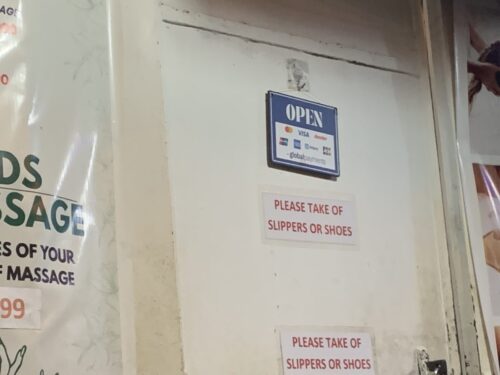 DS
SSAGE
ES OF YOUR
F MASSAGE
99
OPEN
VISA
globalpayments
PLEASE TAKE OF
SLIPPERS OR SHOES
PLEASE TAKE OF
SLIPPERS OR SHOES